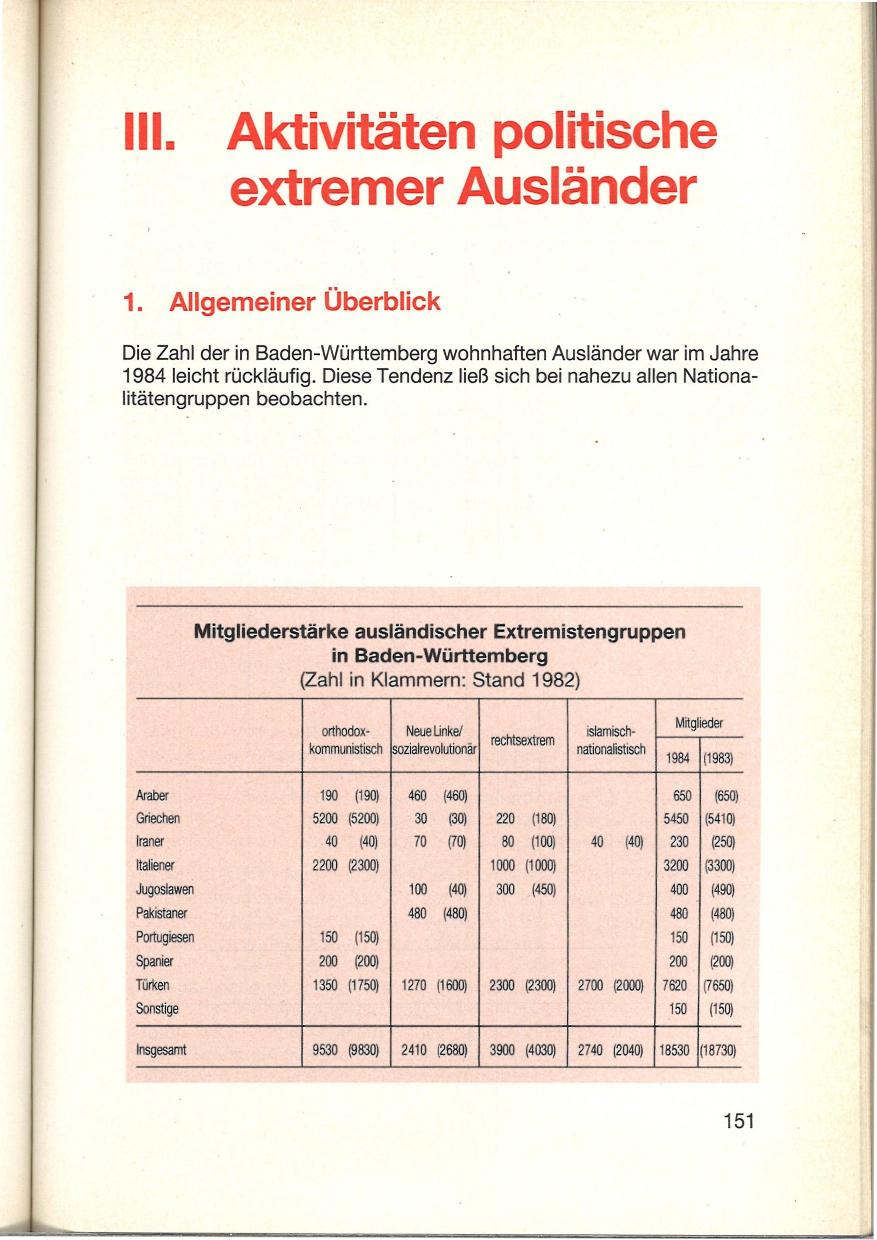 III. Aktivitäten politische
extremer Ausländer
1. Allgemeiner Überblick
Die Zahl der in Baden-Württemberg wohnhaften Ausländer war im Jahre
1984 leicht rückläufig. Diese Tendenz ließ sich bei nahezu allen Nationa-
litätengruppen beobachten.
Mitgliederstärke ausländischer Extremistengruppen
in Baden-Württemberg
(Zahl in Klammern: Stand 1982)
orthodox- Neue Linke/ rechtsextrem islamisch- Mitglieder
kommunistisch sozialrevolutionär nationalistisch 1984 (1983)
Araber 190 (190) 460 (460) 650 (650)
Griechen 5200 (5200) 30 (30) 220 (180) 5450 (5410)
Iraner 40 (40) 70 (70) 80 (100) 40 (40) 230 (250)
Italiener 2200 (2300) 1000 (1000) 3200 (3300)
Jugoslawen 100 (40) 300 (450) 400 (490)
Pakistaner 480 (480) 480 (480)
Portugiesen 150 (150) 150 (150)
Spanier 200 (200) 200 (200)
Türken 1350 (1750) 1270 (1600) 2300 (2300) 2700 (2000) 7620 (7650)
Sonstige 150 (150)
Insgesamt 9530 (9830) 2410 (2680) 3900 (4030) 2740 (2040) 18530 (18730)
151